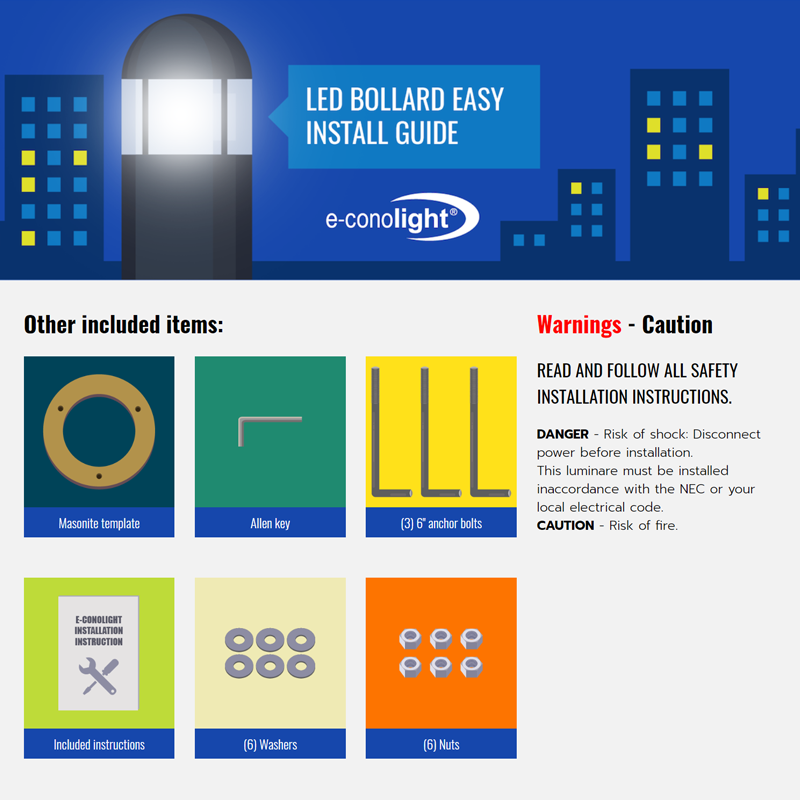 LED BOLLARD EASY
INSTALL GUIDE
e-conolight®
Other included items:
Masonite template
Allen key
(3) 6" anchor bolts
E-CONOLIGHT
INSTALLATION
INSTRUCTION
Included instructions
(6) Washers
(6) Nuts
Warnings - Caution
READ AND FOLLOW ALL SAFETY
INSTALLATION INSTRUCTIONS.
DANGER - Risk of shock: Disconnect
power before installation.
This luminare must be installed
inaccordance with the NEC or your
local electrical code.
CAUTION - Risk of fire.